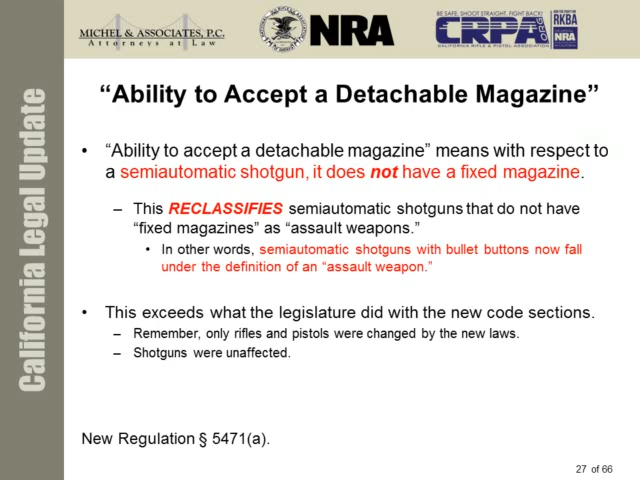 MICHEL & ASSOCIATES, P.C.
Attorneys at Law
NRA
BE SAFE, SHOOT STRAIGHT, FIGHT BACK!
CRPA
.ORG
CALIFORNIA RIFLE & PISTOL ASSOCIATION
RKBA
NRA
California Legal Update
“Ability to Accept a Detachable Magazine”
• “Ability to accept a detachable magazine” means with respect to
a semiautomatic shotgun, it does not have a fixed magazine.
– This RECLASSIFIES semiautomatic shotguns that do not have
“fixed magazines” as “assault weapons.”
• In other words, semiautomatic shotguns with bullet buttons now fall
under the definition of an “assault weapon.”
• This exceeds what the legislature did with the new code sections.
– Remember, only rifles and pistols were changed by the new laws.
– Shotguns were unaffected.
New Regulation § 5471(a).
27 of 66